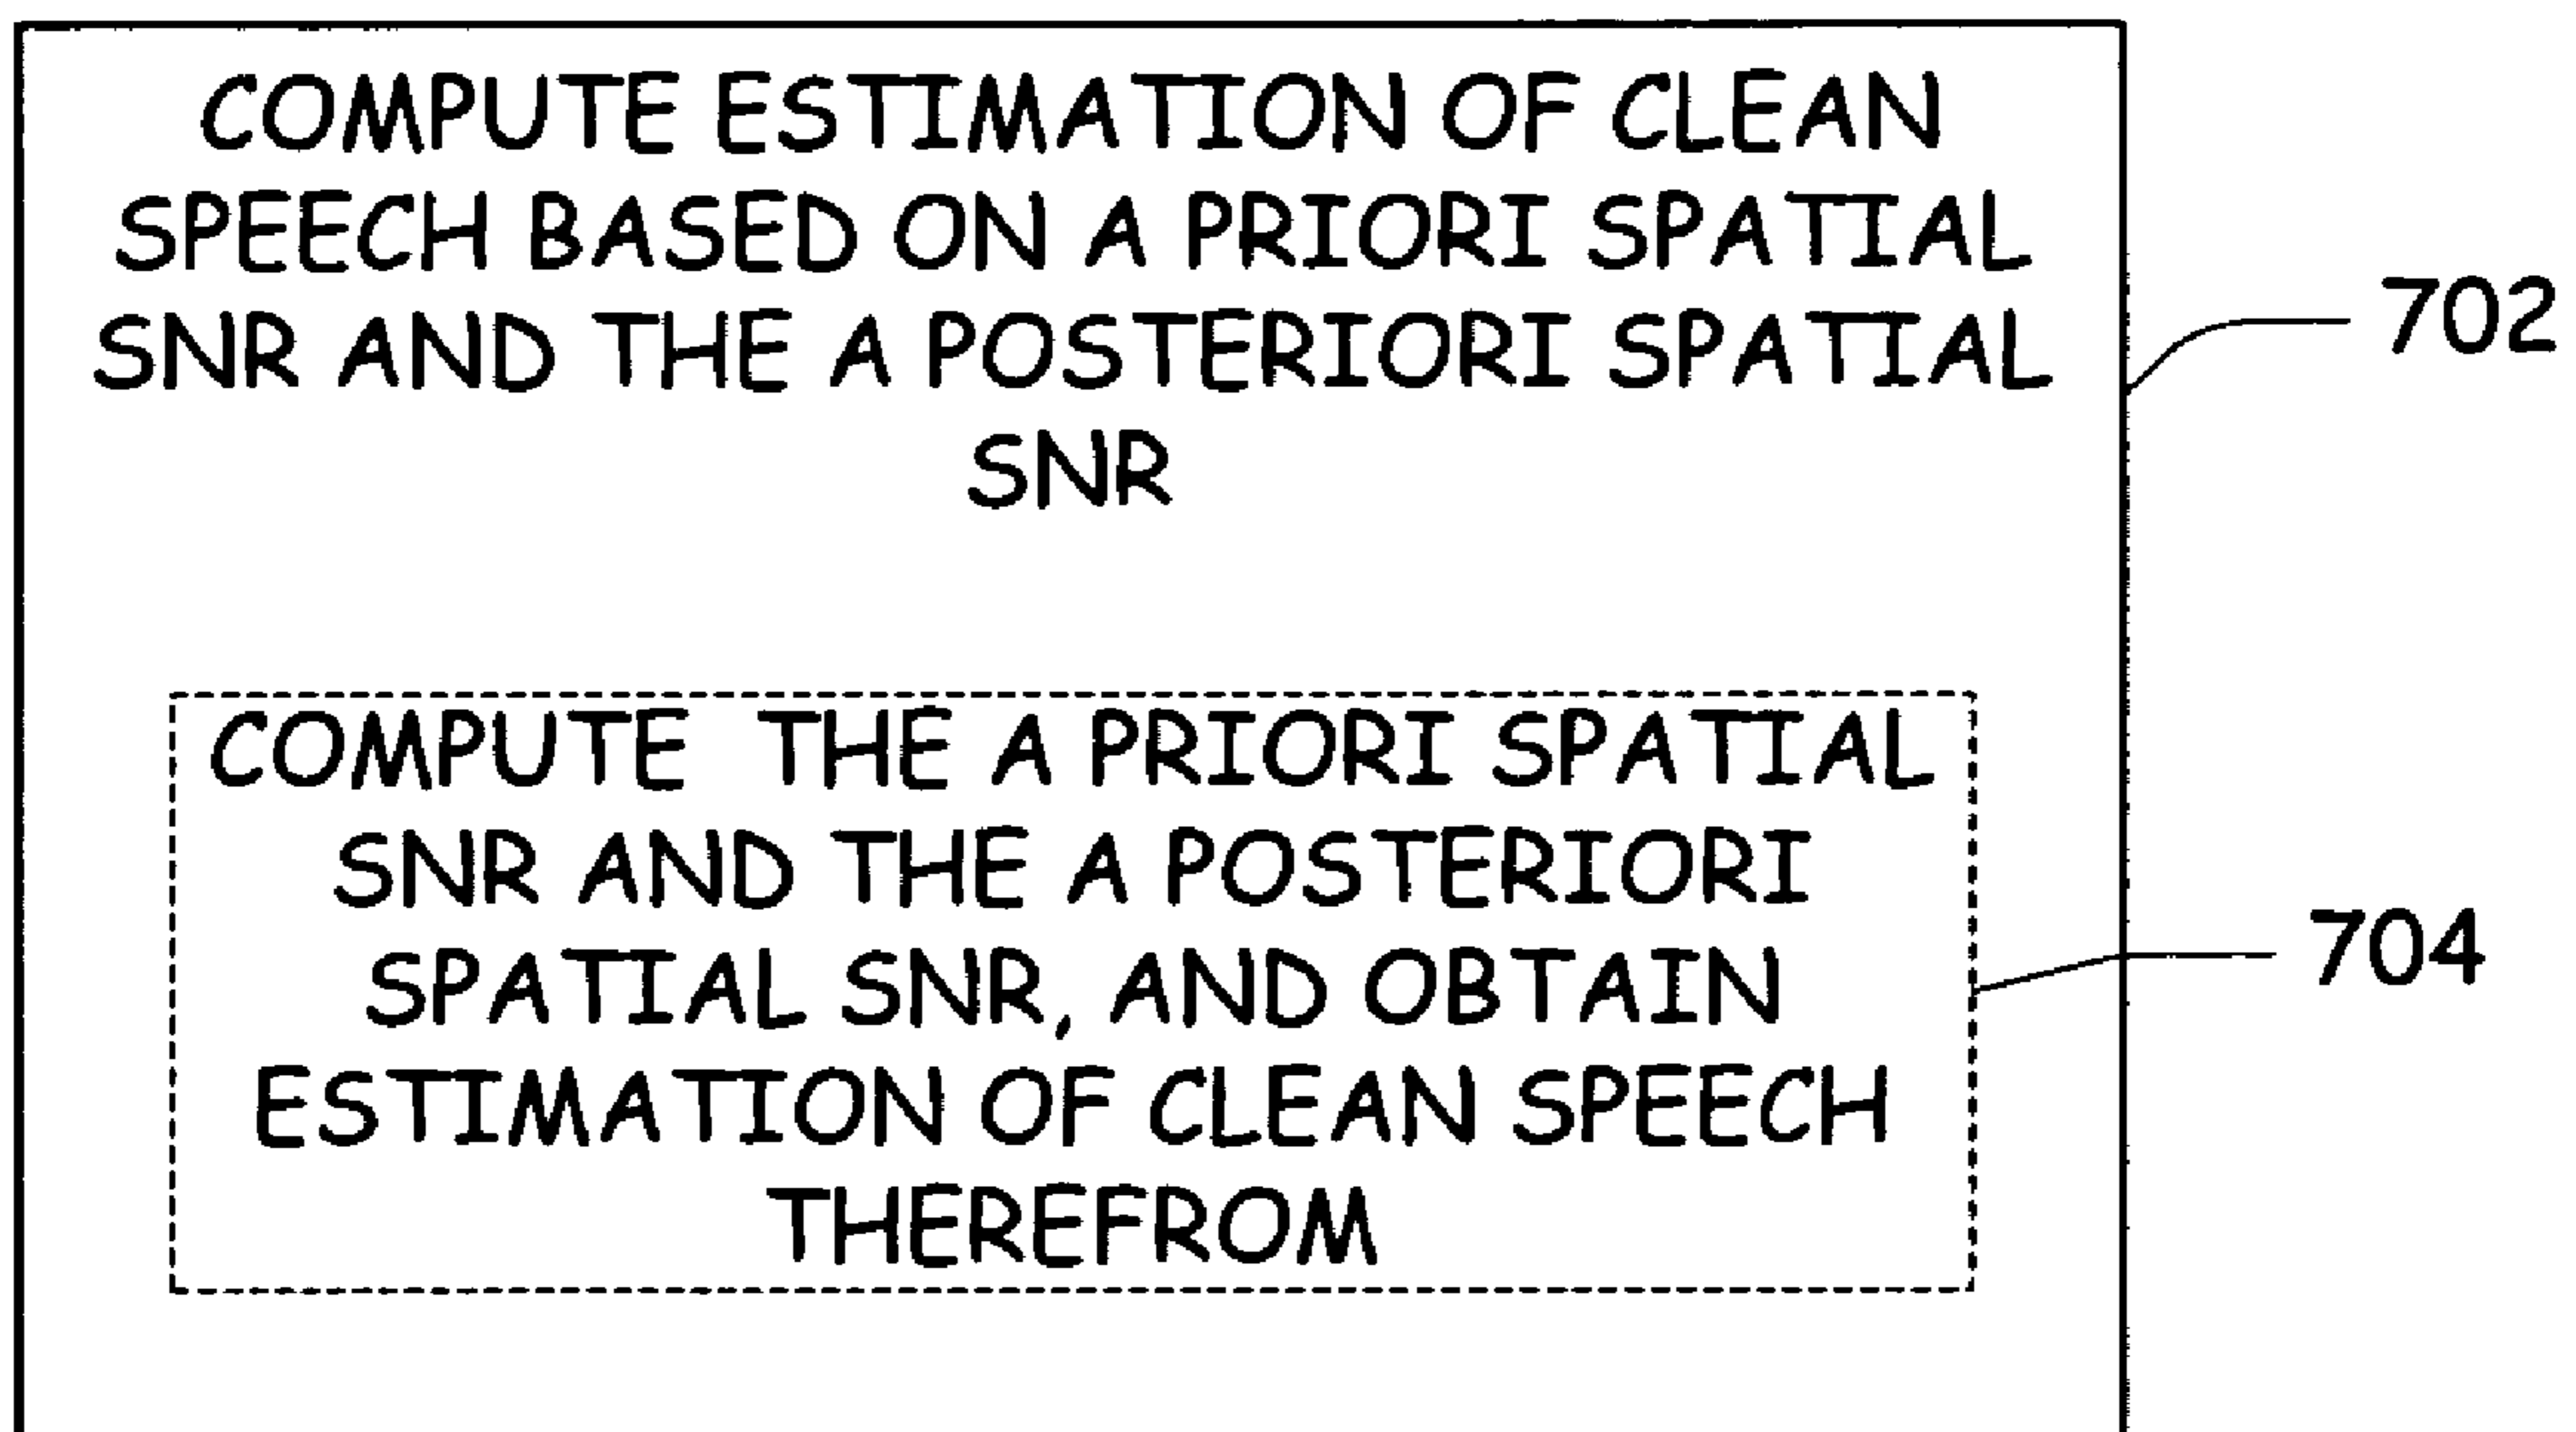 COMPUTE ESTIMATION OF CLEAN
SPEECH BASED ON A PRIORI SPATIAL
SNR AND THE A POSTERIORI SPATIAL
SNR
702
COMPUTE THE A PRIORI SPATIAL
SNR AND THE A POSTERIORI
SPATIAL SNR, AND OBTAIN
ESTIMATION OF CLEAN SPEECH
THEREFROM
704